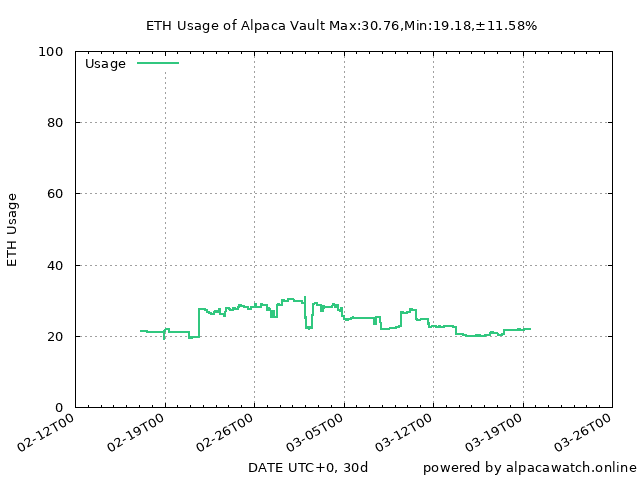 ETH Usage of Alpaca Vault Max:30.76,Min:19.18,±11.58%
Usage
100
80
60
40
20
0
ETH Usage
02-12T00
02-19T00
02-26T00
03-05T00
03-12T00
03-19T00
03-26T00
DATE UTC+0, 30d
powered by alpacawatch.online